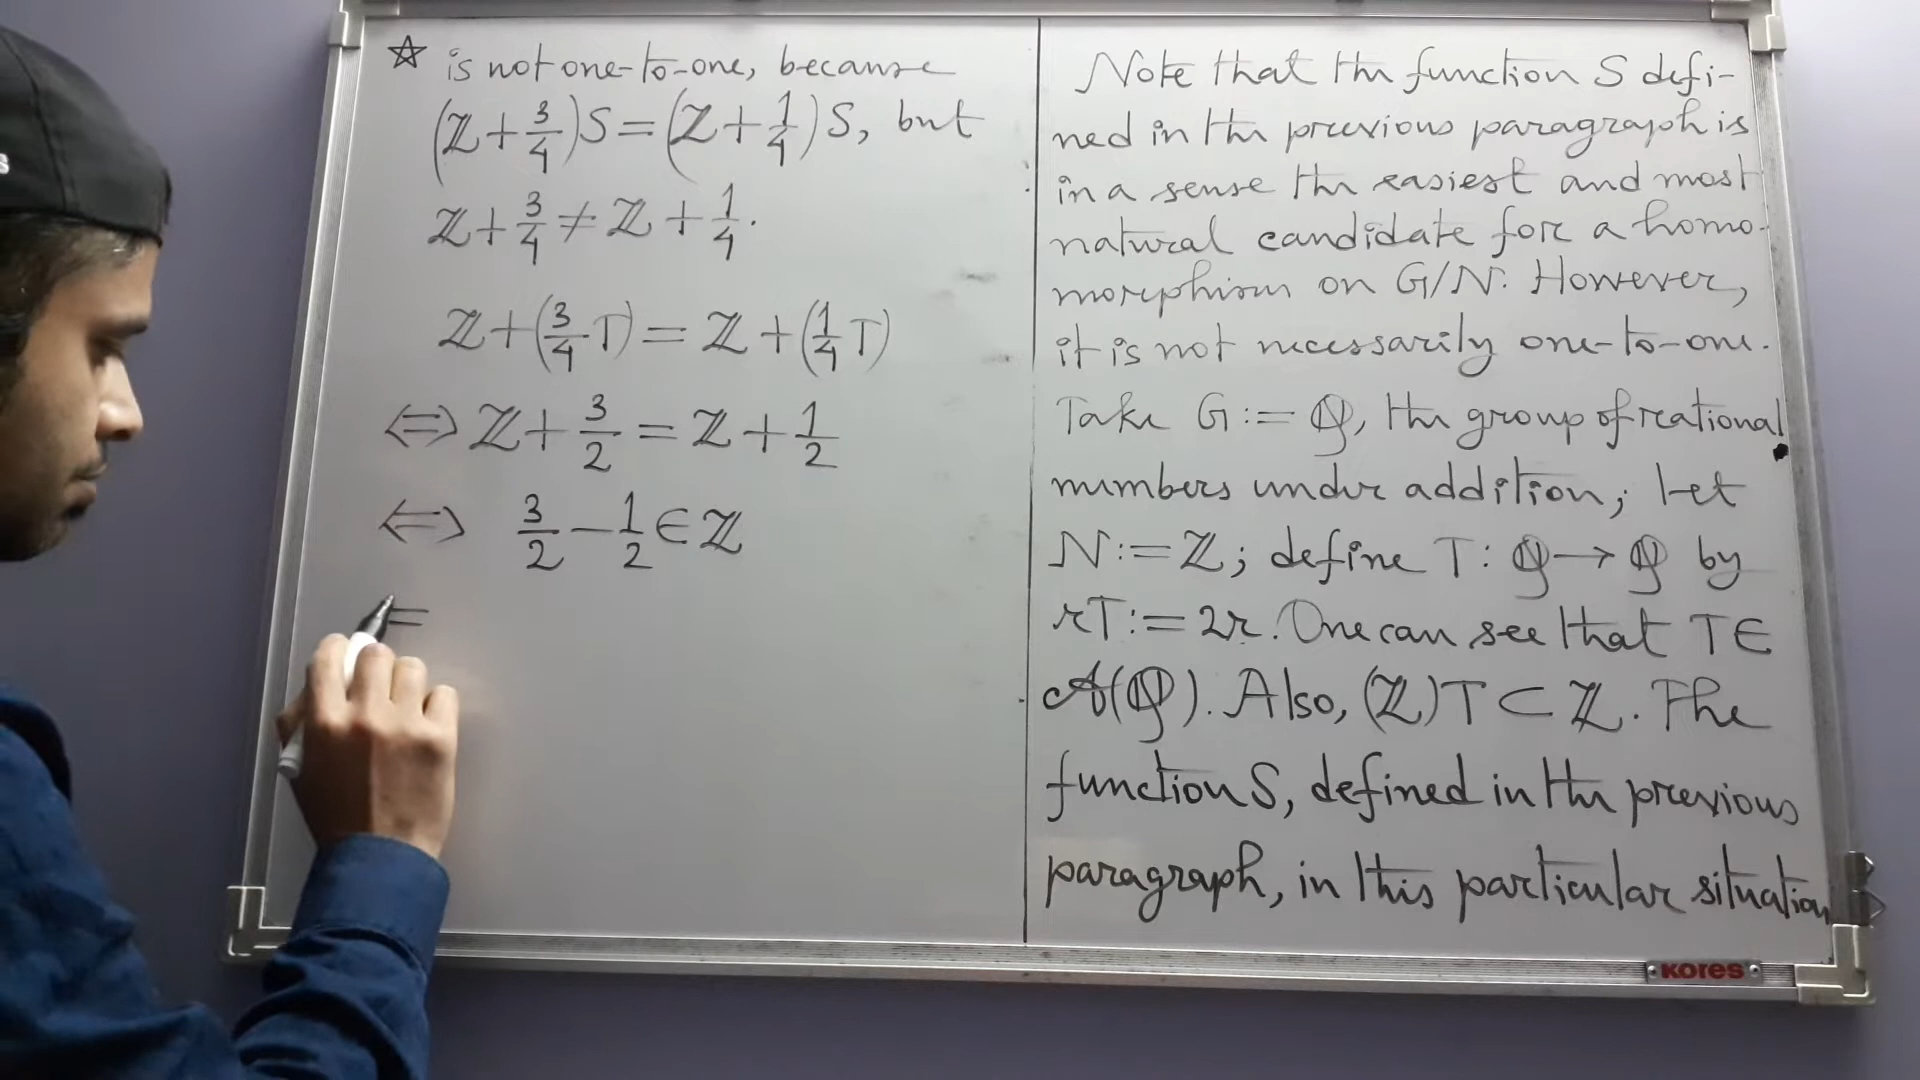 ☆ is not one-to-one, because
(ℤ+3/4)S=(ℤ+1/4)S, but
ℤ+3/4≠ℤ+1/4.
ℤ+(3/4 T)=ℤ+(1/4 T)
⇔ℤ+3/2=ℤ+1/2
⇔ 3/2-1/2∈ℤ
=
Note that the function S defi-
ned in the previous paragraph is
in a sense the easiest and most
natural candidate for a homo-
morphism on G/N. However,
it is not necessarily one-to-one.
Take G:=ℚ, the group of rational
numbers under addition; let
N:=ℤ; define T:ℚ→ℚ by
rT:=2r. One can see that T∈
𝒜(ℚ). Also, (ℤ)T⊂ℤ. The
function S, defined in the previous
paragraph, in this particular situation
KORES
s